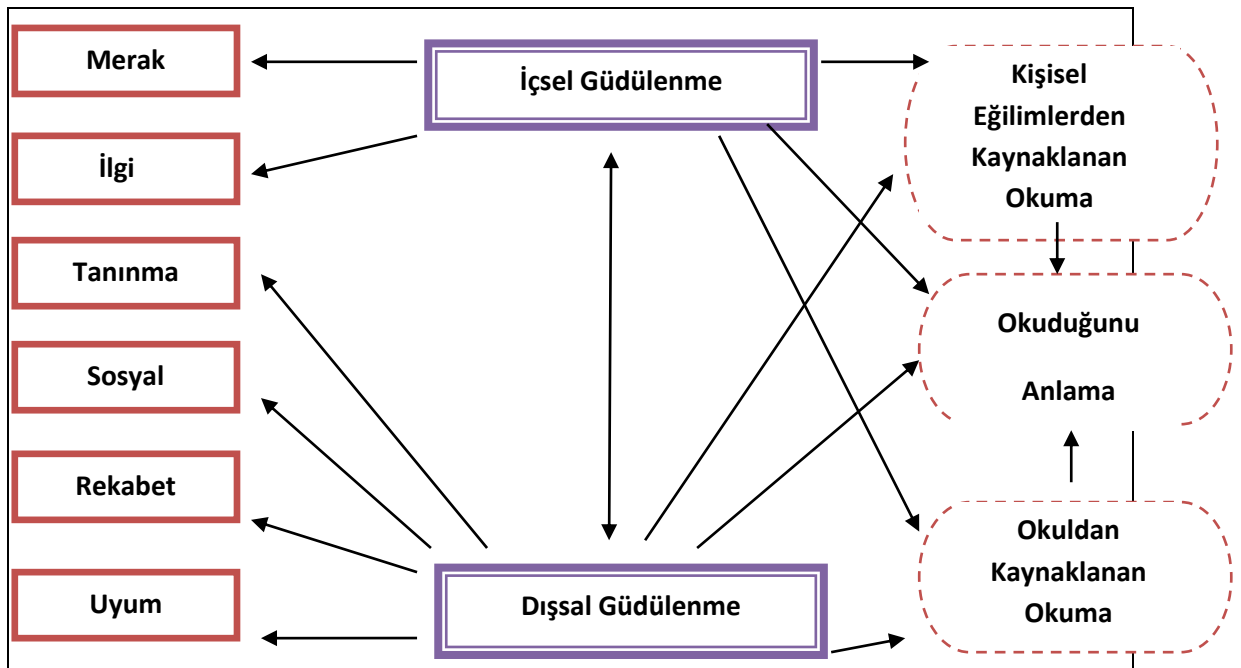 Merak
İlgi
Tanınma
Sosyal
Rekabet
Uyum
İçsel Güdülenme
Dışsal Güdülenme
Kişisel
Eğilimlerden
Kaynaklanan
Okuma
Okuduğunu
Anlama
Okuldan
Kaynaklanan
Okuma